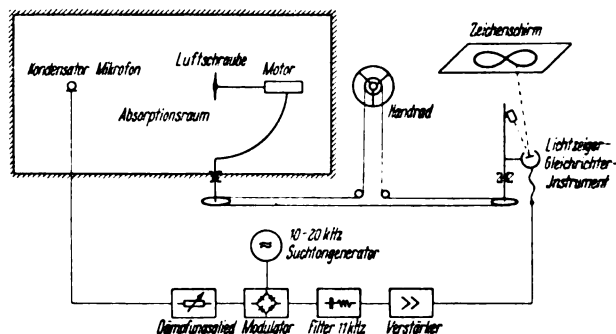 Zeichenschirm
Kondensator Mikrofon
Luftschraube
Motor
Absorptionsraum
Handrad
Lichtzeiger-
Gleichrichter-
Instrument
10-20 kHz
Suchtongenerator
Dämpfungsglied
Modulator
Filter 11 kHz
Verstärker